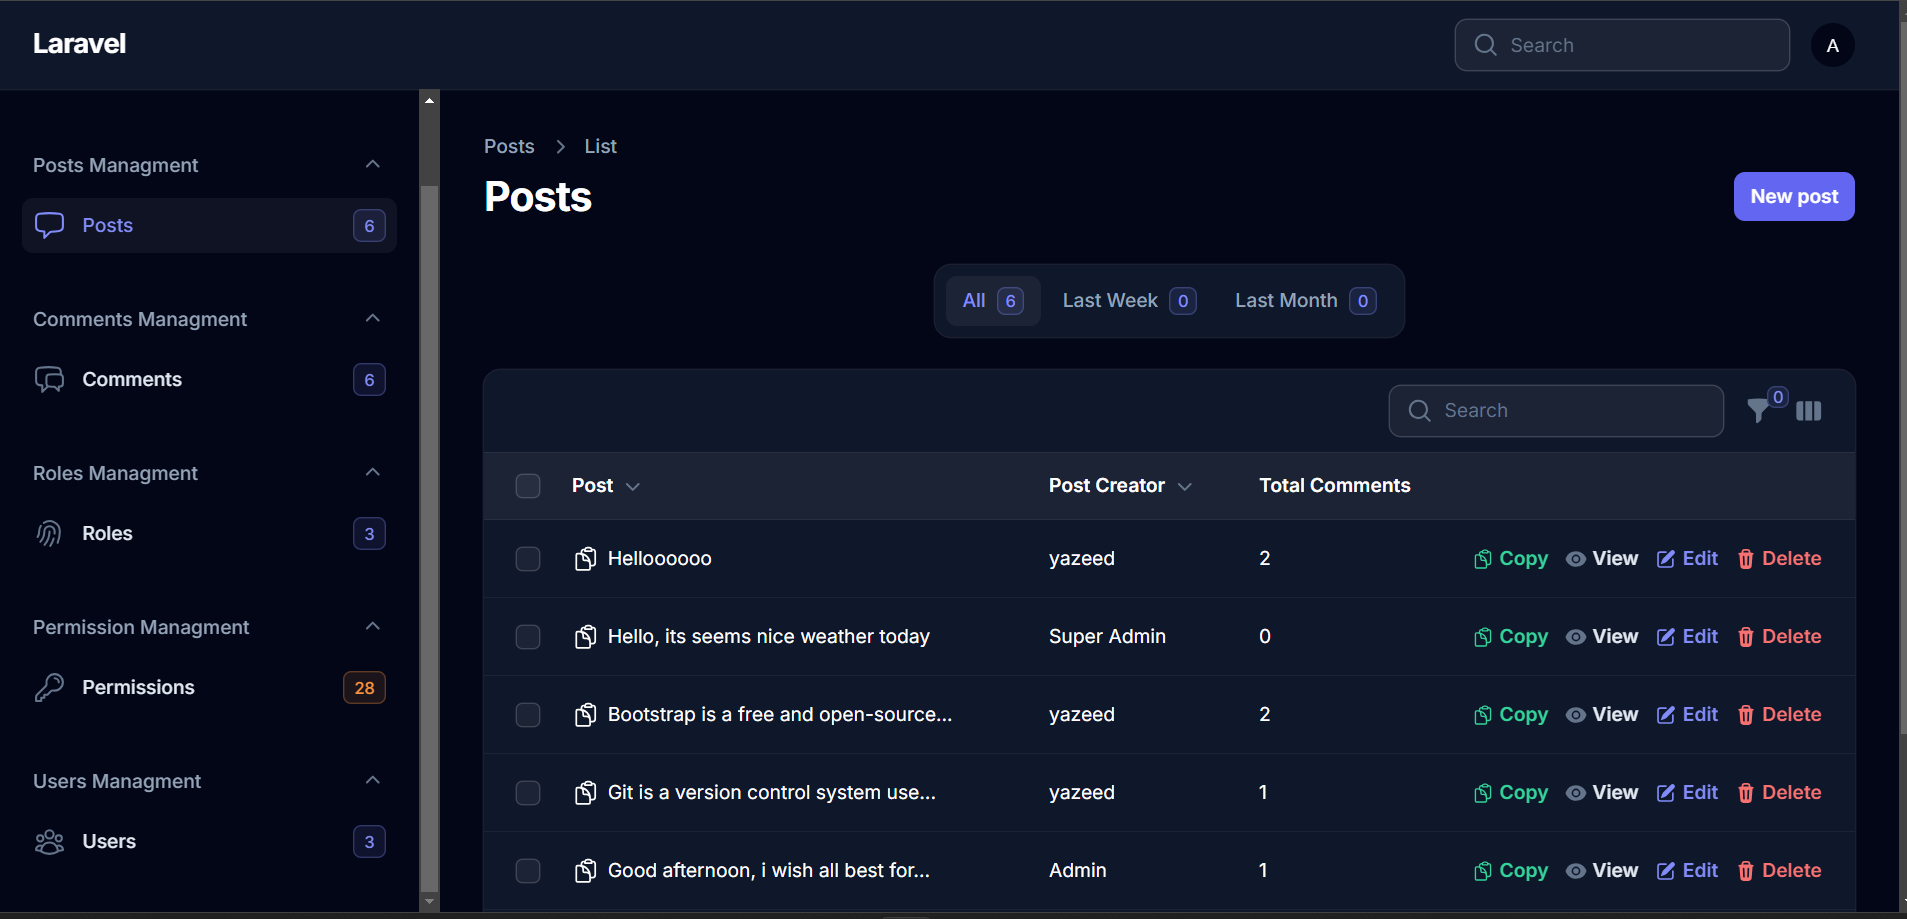 Laravel
Search
A
Posts Managment
Posts 6
Comments Managment
Comments 6
Roles Managment
Roles 3
Permission Managment
Permissions 28
Users Managment
Users 3
Posts List
Posts
New post
All 6 Last Week 0 Last Month 0
Search 0
Post Post Creator Total Comments
Helloooooo yazeed 2 Copy View Edit Delete
Hello, its seems nice weather today Super Admin 0 Copy View Edit Delete
Bootstrap is a free and open-source... yazeed 2 Copy View Edit Delete
Git is a version control system use... yazeed 1 Copy View Edit Delete
Good afternoon, i wish all best for... Admin 1 Copy View Edit Delete